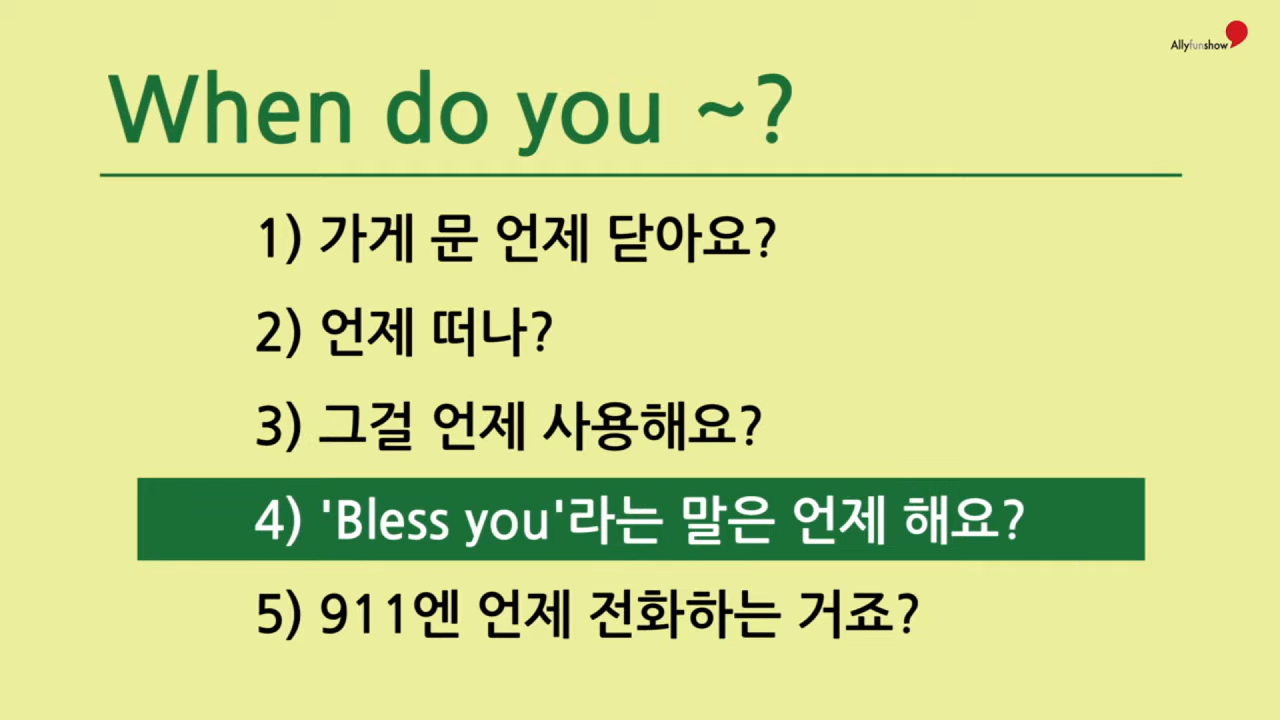 Allyfunshow
When do you ~?
1) 가게 문 언제 닫아요?
2) 언제 떠나?
3) 그걸 언제 사용해요?
4) 'Bless you'라는 말은 언제 해요?
5) 911엔 언제 전화하는 거죠?